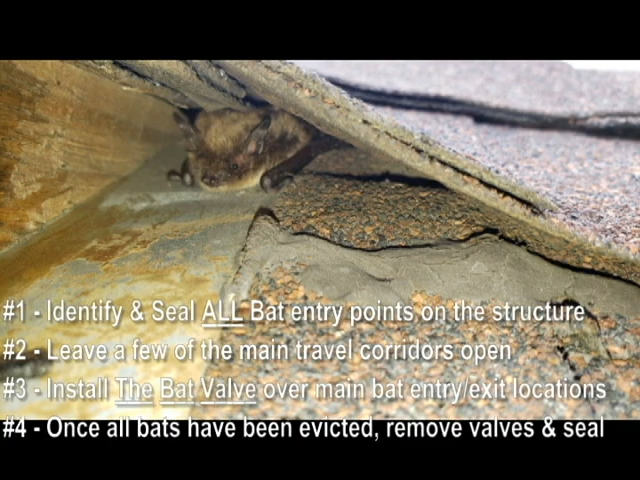 #1 - Identify & Seal ALL Bat entry points on the structure
#2 - Leave a few of the main travel corridors open
#3 - Install The Bat Valve over main bat entry/exit locations
#4 - Once all bats have been evicted, remove valves & seal